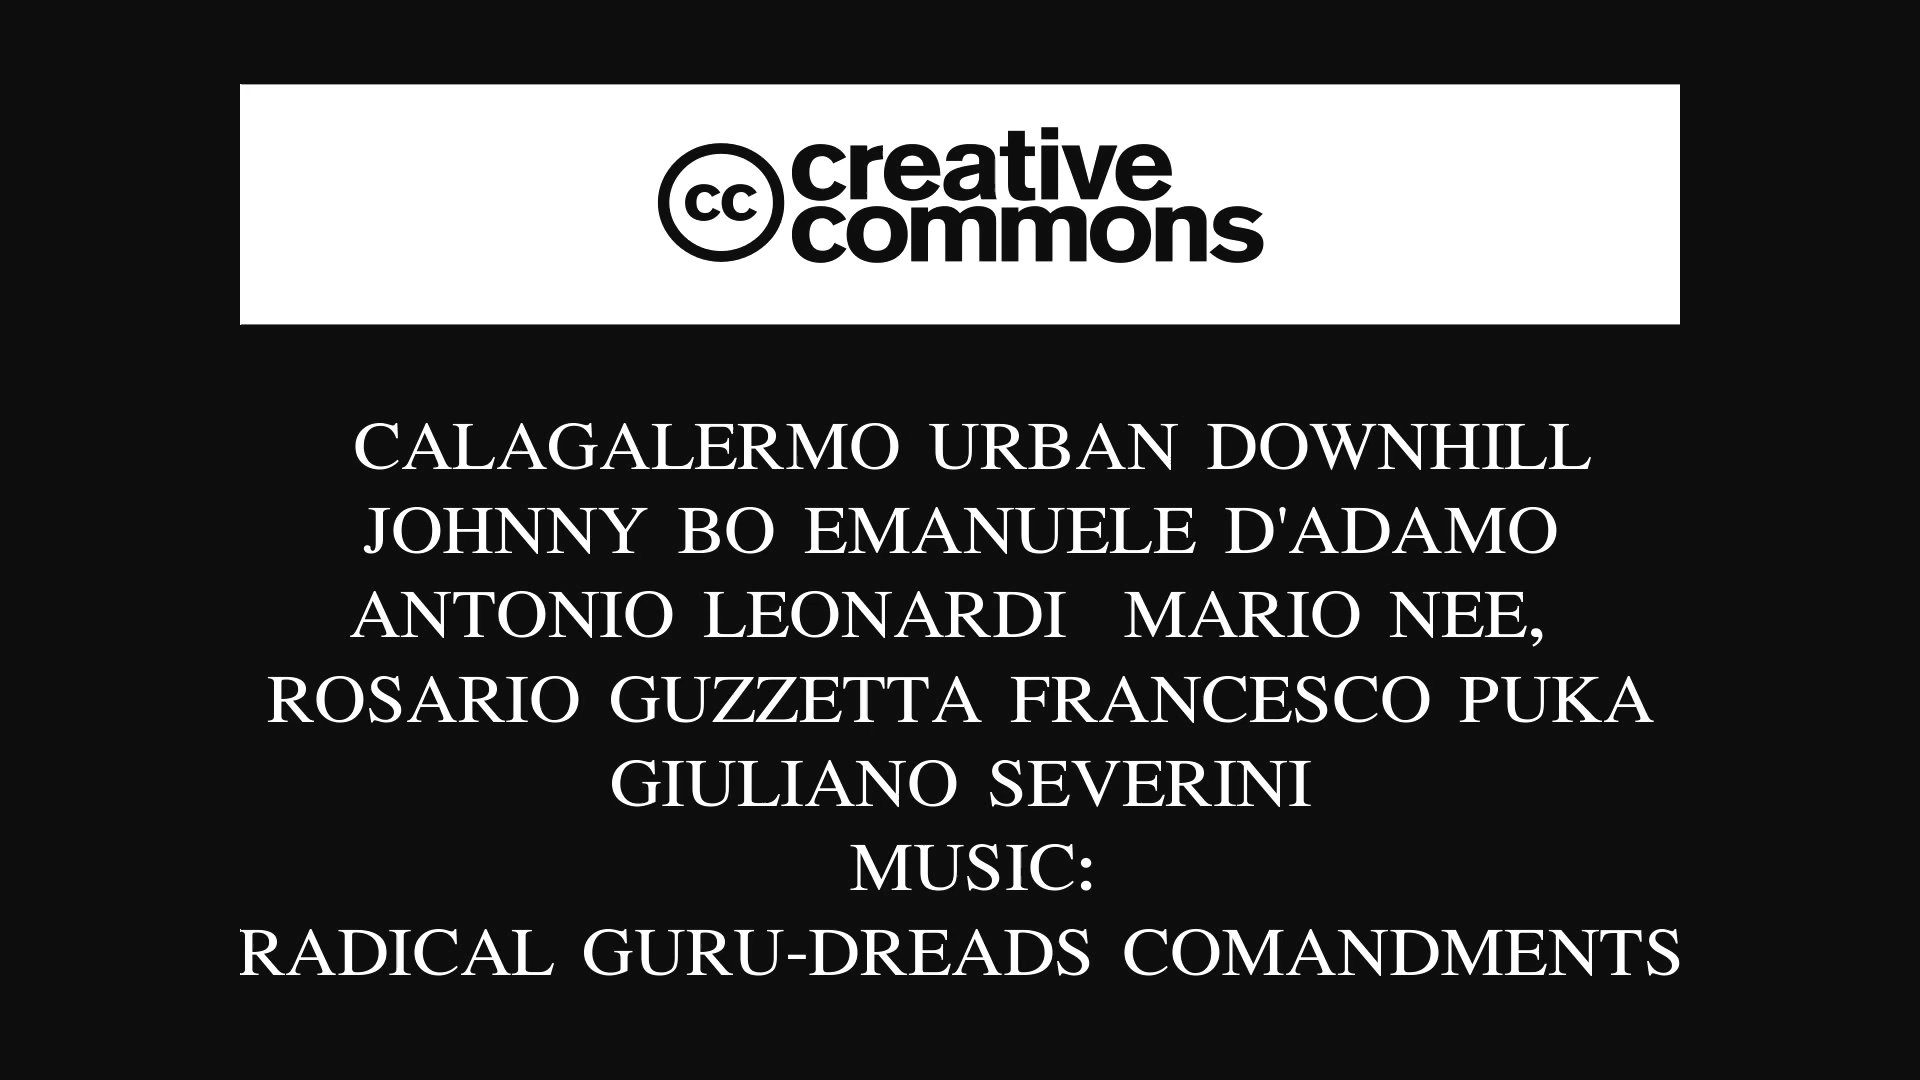 cc creative
commons
CALAGALERMO URBAN DOWNHILL
JOHNNY BO EMANUELE D'ADAMO
ANTONIO LEONARDI MARIO NEE,
ROSARIO GUZZETTA FRANCESCO PUKA
GIULIANO SEVERINI
MUSIC:
RADICAL GURU-DREADS COMANDMENTS